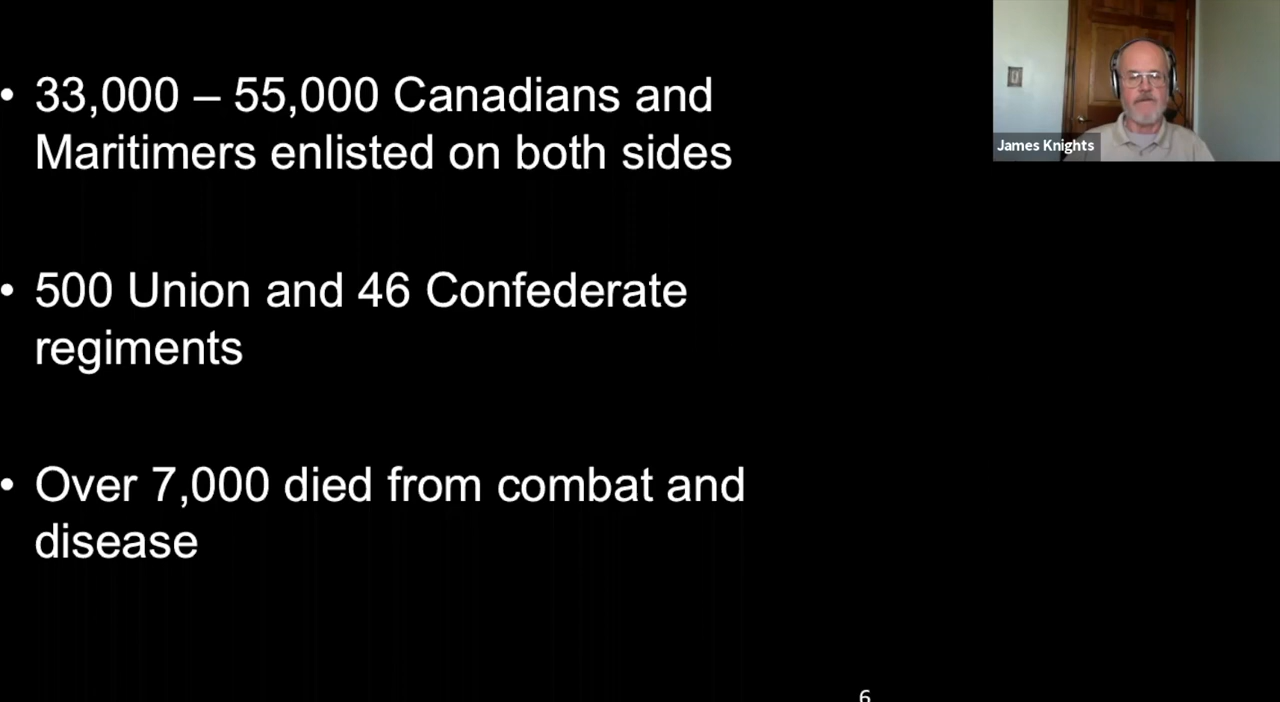 • 33,000 – 55,000 Canadians and
Maritimers enlisted on both sides
• 500 Union and 46 Confederate
regiments
• Over 7,000 died from combat and
disease
James Knights
6